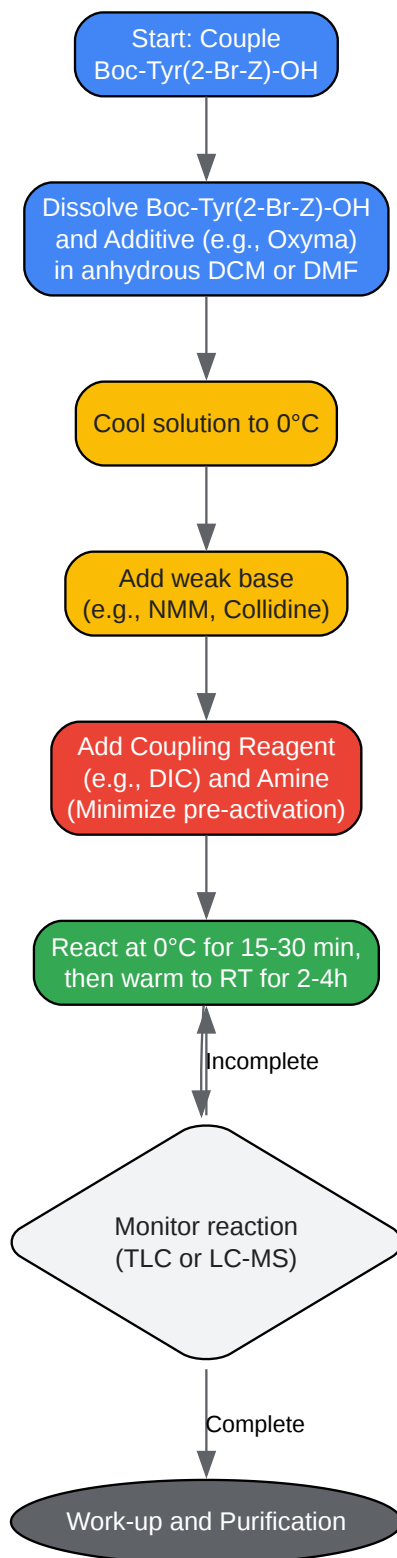 Start: Couple
Boc-Tyr(2-Br-Z)-OH
Dissolve Boc-Tyr(2-Br-Z)-OH
and Additive (e.g., Oxyma)
in anhydrous DCM or DMF
Cool solution to 0°C
Add weak base
(e.g., NMM, Collidine)
Add Coupling Reagent
(e.g., DIC) and Amine
(Minimize pre-activation)
React at 0°C for 15-30 min,
then warm to RT for 2-4h
Incomplete
Monitor reaction
(TLC or LC-MS)
Complete
Work-up and Purification